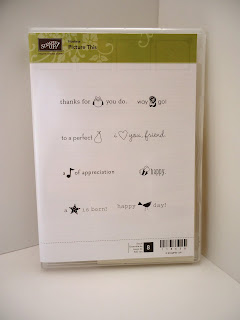 STAMPIN' UP!
Picture This
thanks for you do.
way go!
to a perfect
i you, friend.
a of appreciation
happy.
a is born!
happy day!
8